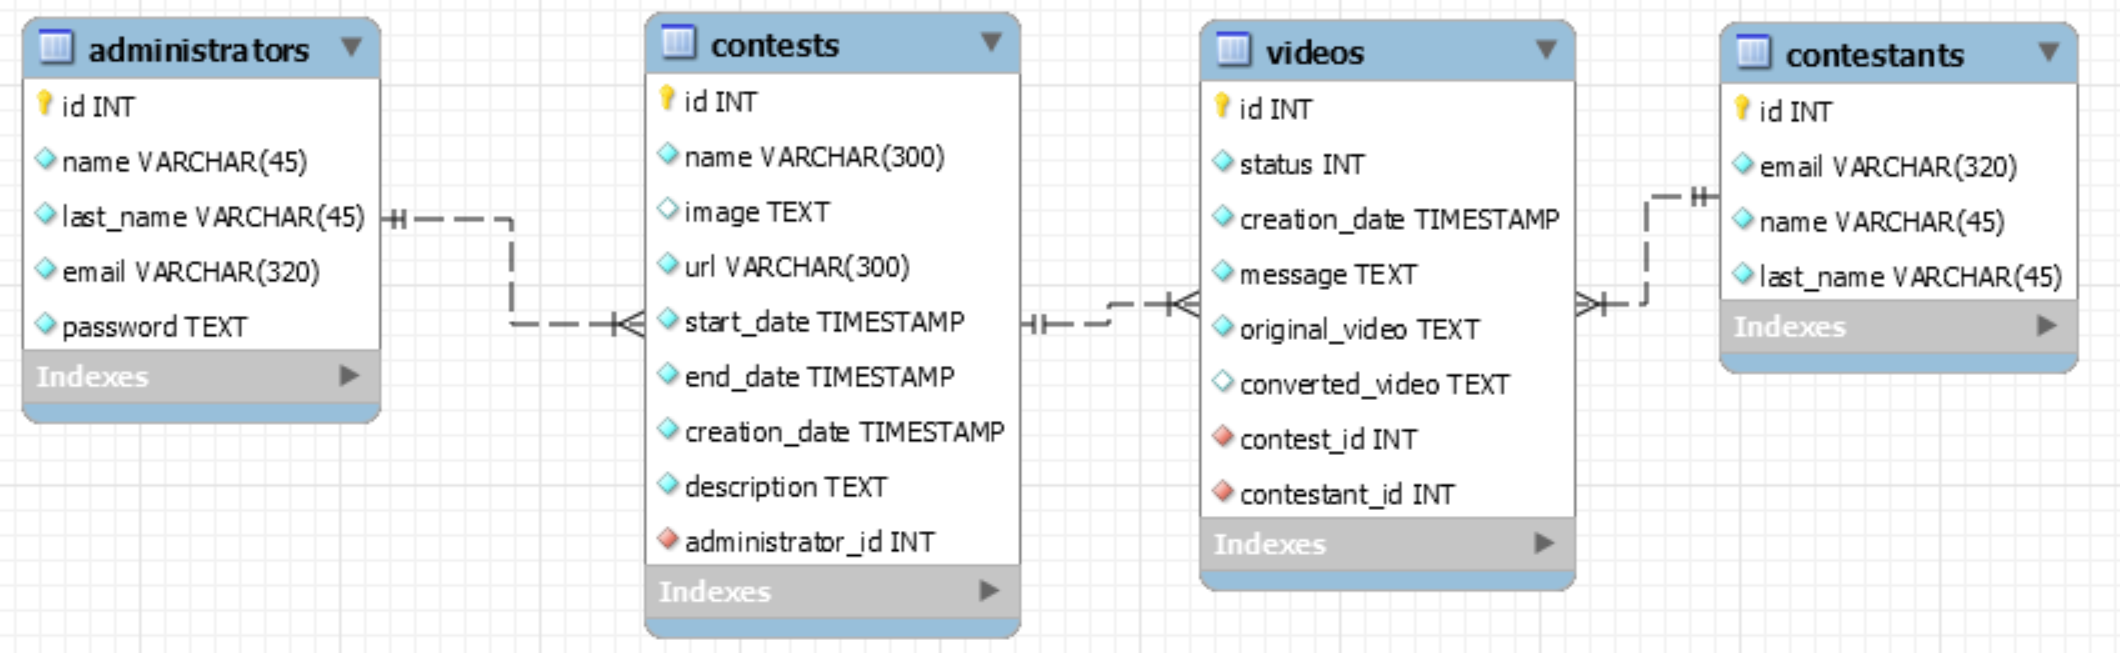 administrators
id INT
name VARCHAR(45)
last_name VARCHAR(45)
email VARCHAR(320)
password TEXT
Indexes
contests
id INT
name VARCHAR(300)
image TEXT
url VARCHAR(300)
start_date TIMESTAMP
end_date TIMESTAMP
creation_date TIMESTAMP
description TEXT
administrator_id INT
Indexes
videos
id INT
status INT
creation_date TIMESTAMP
message TEXT
original_video TEXT
converted_video TEXT
contest_id INT
contestant_id INT
Indexes
contestants
id INT
email VARCHAR(320)
name VARCHAR(45)
last_name VARCHAR(45)
Indexes